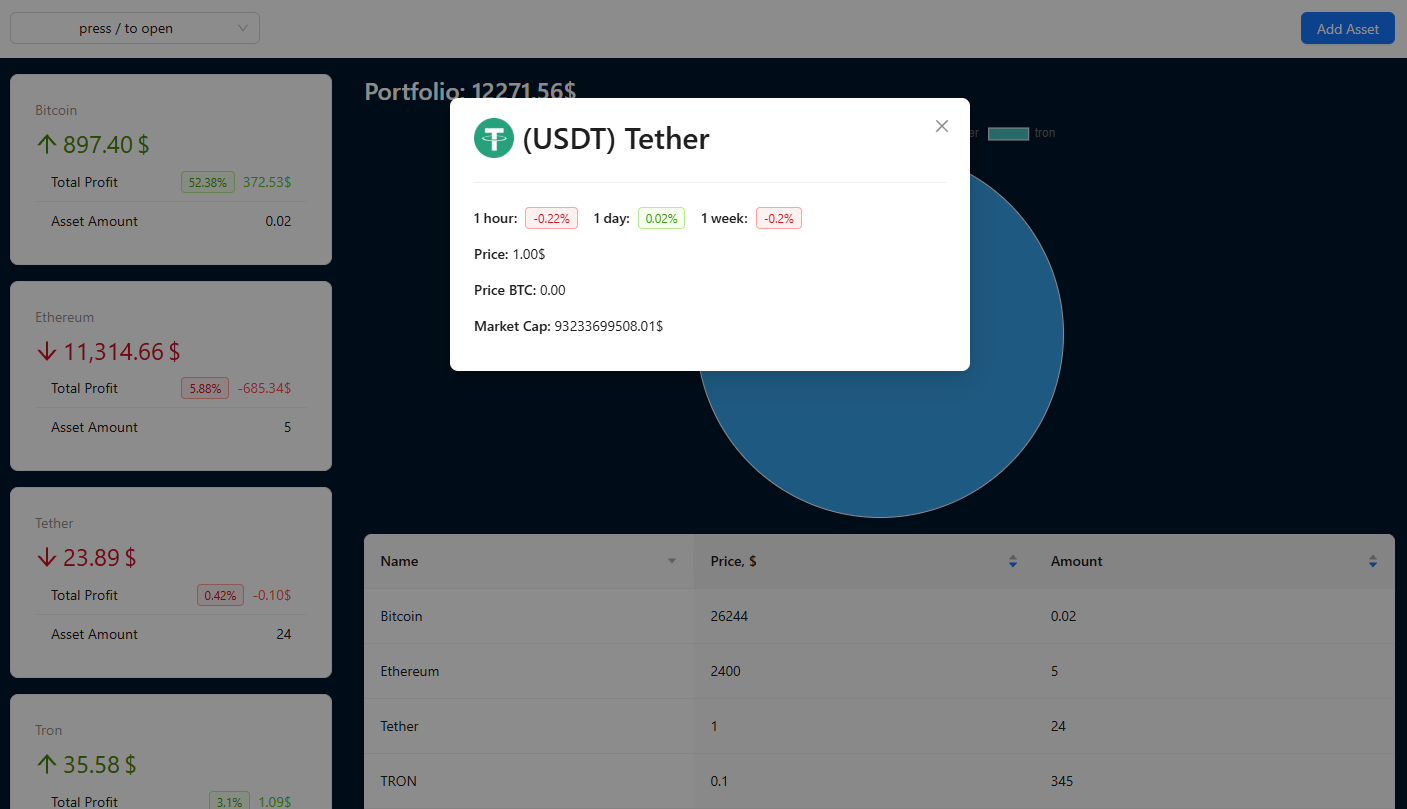 press / to open
Add Asset
Bitcoin
897.40 $
Total Profit 52.38% 372.53$
Asset Amount 0.02
Ethereum
11,314.66 $
Total Profit 5.88% -685.34$
Asset Amount 5
Tether
23.89 $
Total Profit 0.42% -0.10$
Asset Amount 24
Tron
35.58 $
Total Profit 3.1% 1.09$
Portfolio: 12271.56$
tron
(USDT) Tether
1 hour: -0.22% 1 day: 0.02% 1 week: -0.2%
Price: 1.00$
Price BTC: 0.00
Market Cap: 93233699508.01$
Name Price, $ Amount
Bitcoin 26244 0.02
Ethereum 2400 5
Tether 1 24
TRON 0.1 345